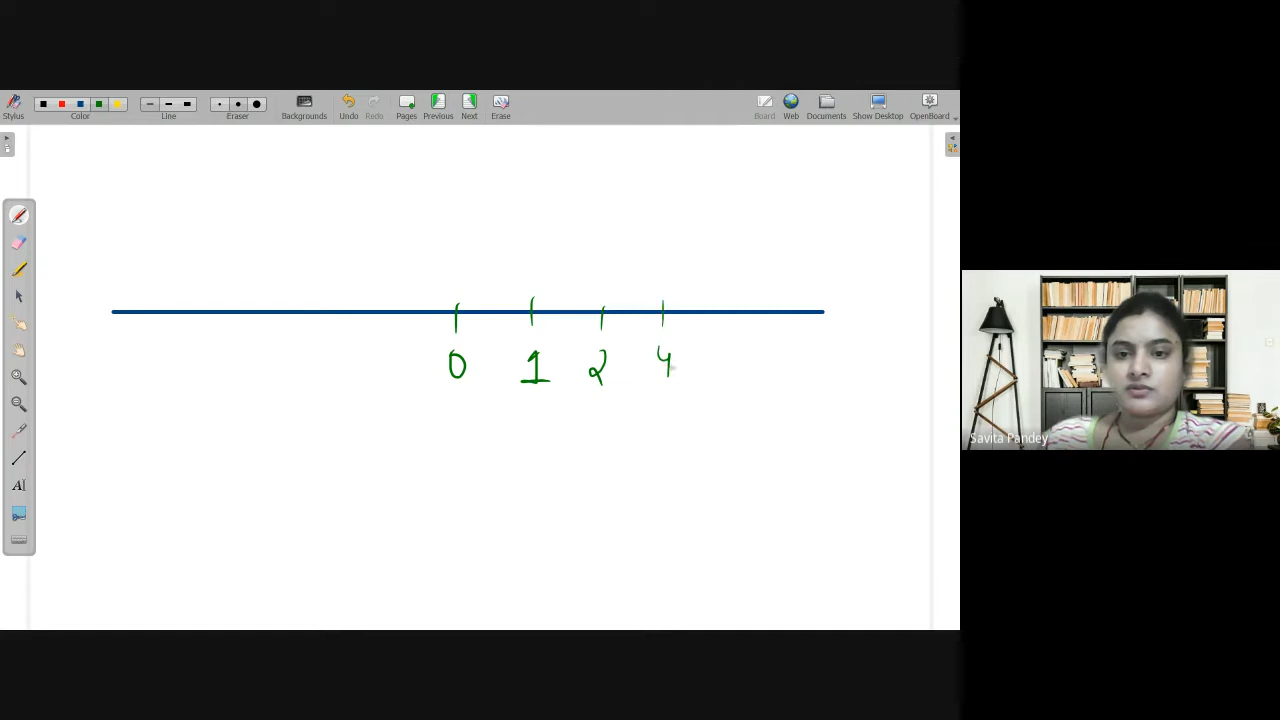 Stylus Color Line Eraser Backgrounds Undo Redo Pages Previous Next Erase Board Web Documents Show Desktop OpenBoard
0 1 2 4
Savita Pandey